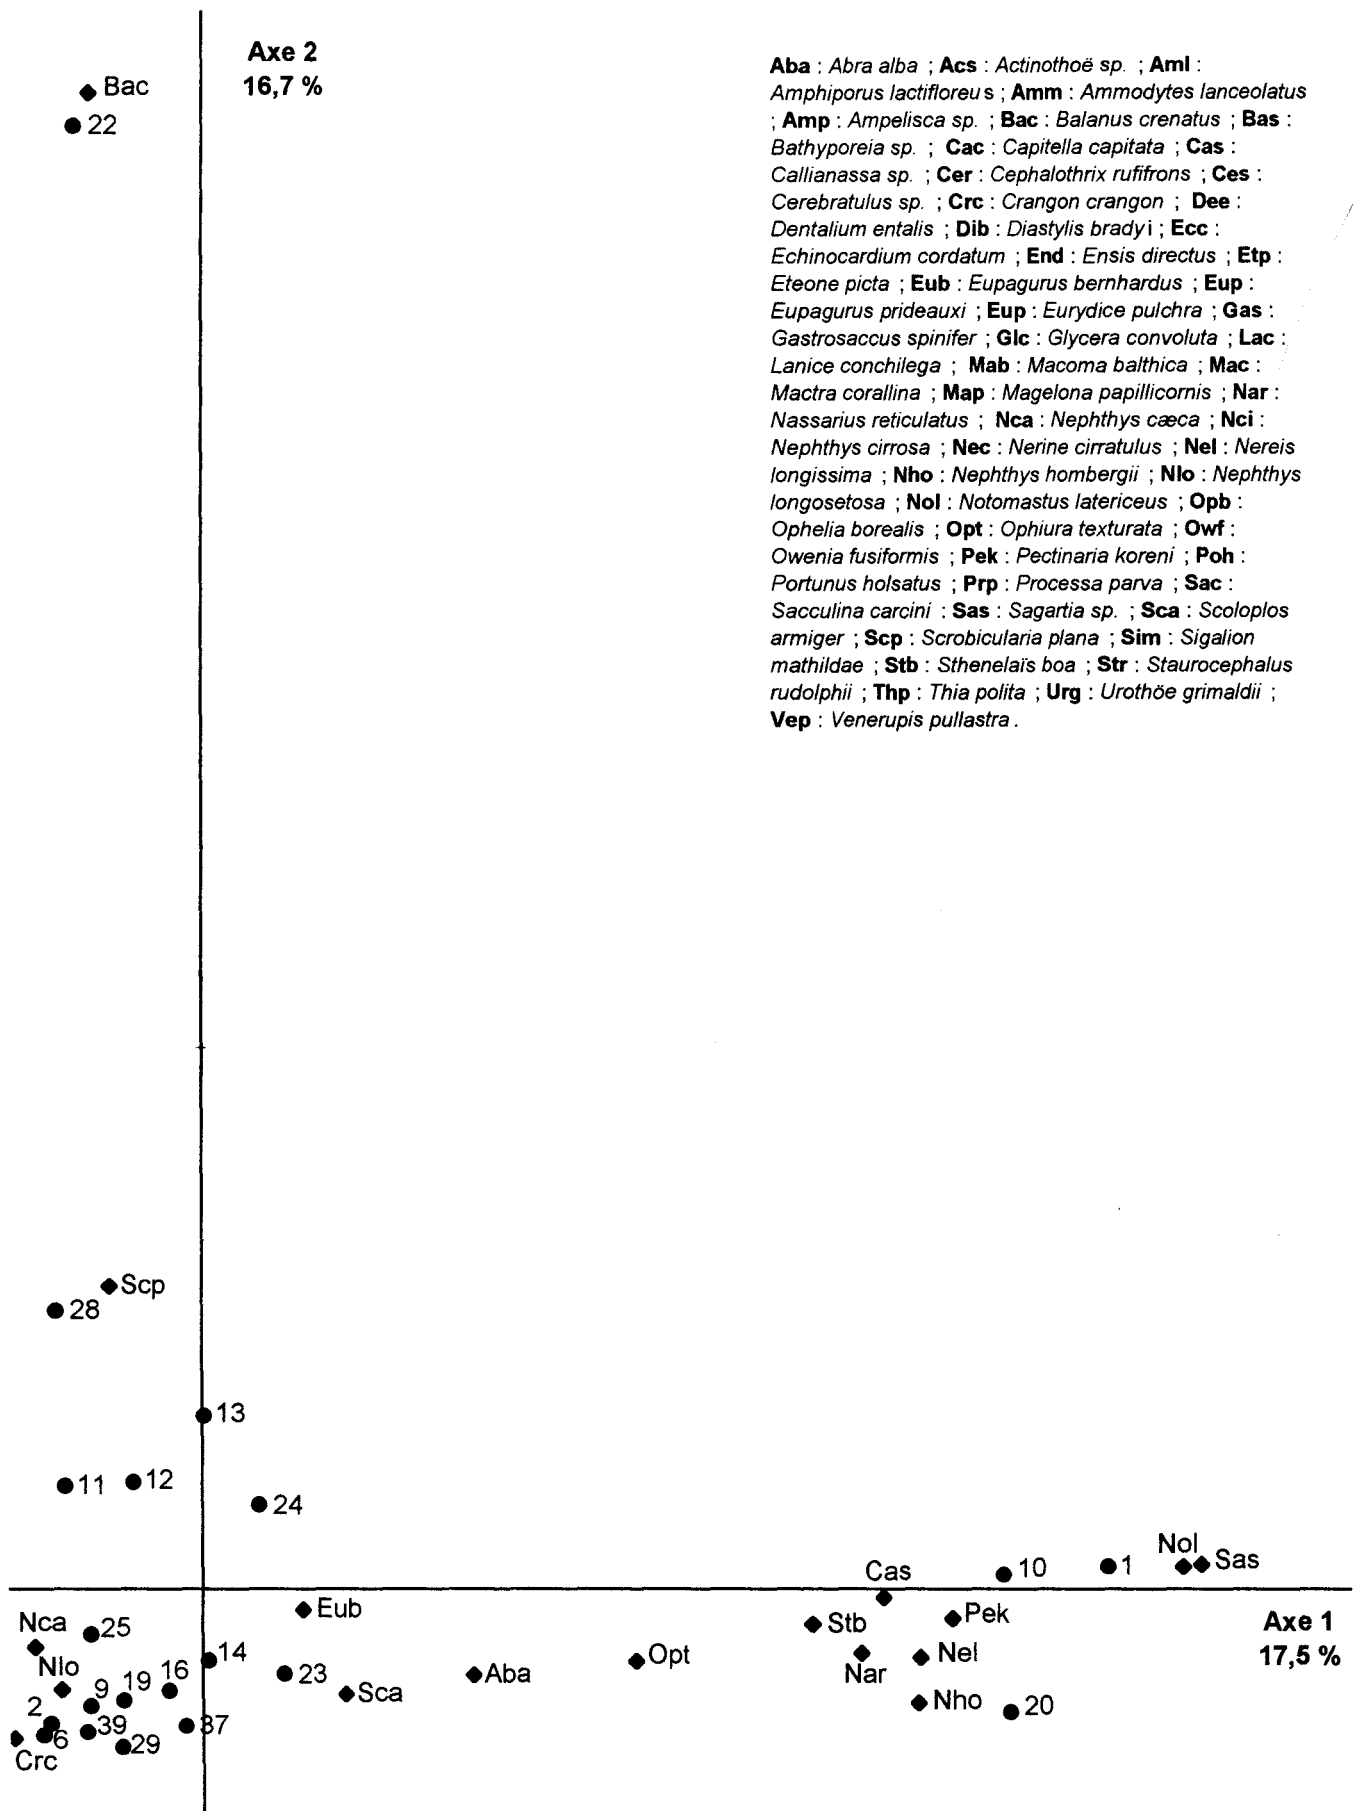 Axe 2
16,7 %
Bac
22
Aba : Abra alba ; Acs : Actinothoë sp. ; Aml :
Amphiporus lactifloreus ; Amm : Ammodytes lanceolatus
; Amp : Ampelisca sp. ; Bac : Balanus crenatus ; Bas :
Bathyporeia sp. ; Cac : Capitella capitata ; Cas :
Callianassa sp. ; Cer : Cephalothrix rufifrons ; Ces :
Cerebratulus sp. ; Crc : Crangon crangon ; Dee :
Dentalium entalis ; Dib : Diastylis bradyi ; Ecc :
Echinocardium cordatum ; End : Ensis directus ; Etp :
Eteone picta ; Eub : Eupagurus bernhardus ; Eup :
Eupagurus prideauxi ; Eup : Eurydice pulchra ; Gas :
Gastrosaccus spinifer ; Glc : Glycera convoluta ; Lac :
Lanice conchilega ; Mab : Macoma balthica ; Mac :
Mactra corallina ; Map : Magelona papillicornis ; Nar :
Nassarius reticulatus ; Nca : Nephthys cæca ; Nci :
Nephthys cirrosa ; Nec : Nerine cirratulus ; Nel : Nereis
longissima ; Nho : Nephthys hombergii ; Nlo : Nephthys
longosetosa ; Nol : Notomastus latericeus ; Opb :
Ophelia borealis ; Opt : Ophiura texturata ; Owf :
Owenia fusiformis ; Pek : Pectinaria koreni ; Poh :
Portunus holsatus ; Prp : Processa parva ; Sac :
Sacculina carcini : Sas : Sagartia sp. ; Sca : Scoloplos
armiger ; Scp : Scrobicularia plana ; Sim : Sigalion
mathildae ; Stb : Sthenelaïs boa ; Str : Staurocephalus
rudolphii ; Thp : Thia polita ; Urg : Urothöe grimaldii ;
Vep : Venerupis pullastra .
Scp
28
13
11
12
24
Nol
Sas
Cas
10
1
Nca
25
Eub
Stb
Pek
Axe 1
17,5 %
Nlo
14
Opt
Nar
Nel
9
19
16
23
Sca
Aba
Nho
20
2
6
39
29
37
Crc